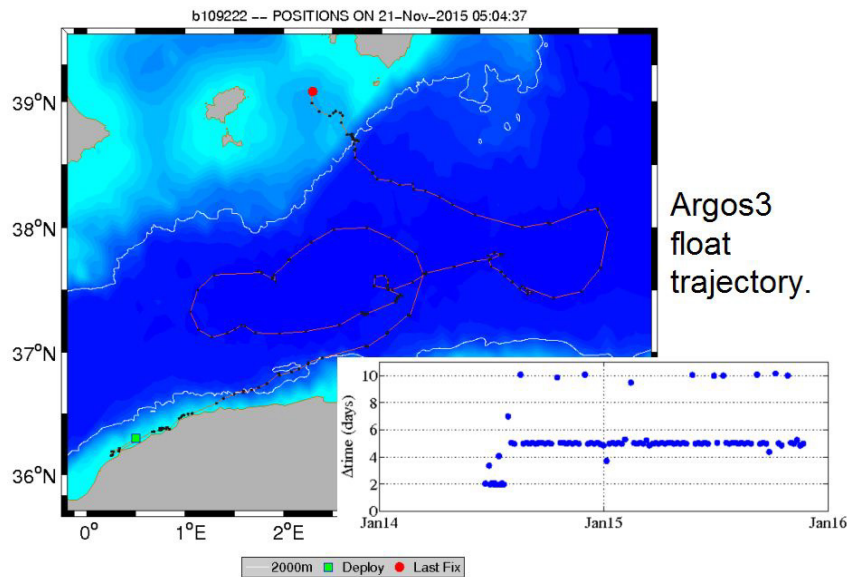 b109222 -- POSITIONS ON 21-Nov-2015 05:04:37
39°N
38°N
37°N
36°N
0°
1°E
2°E
Argos3
float
trajectory.
Δtime (days)
10
8
6
4
2
0
Jan14
Jan15
Jan16
2000m
Deploy
Last Fix